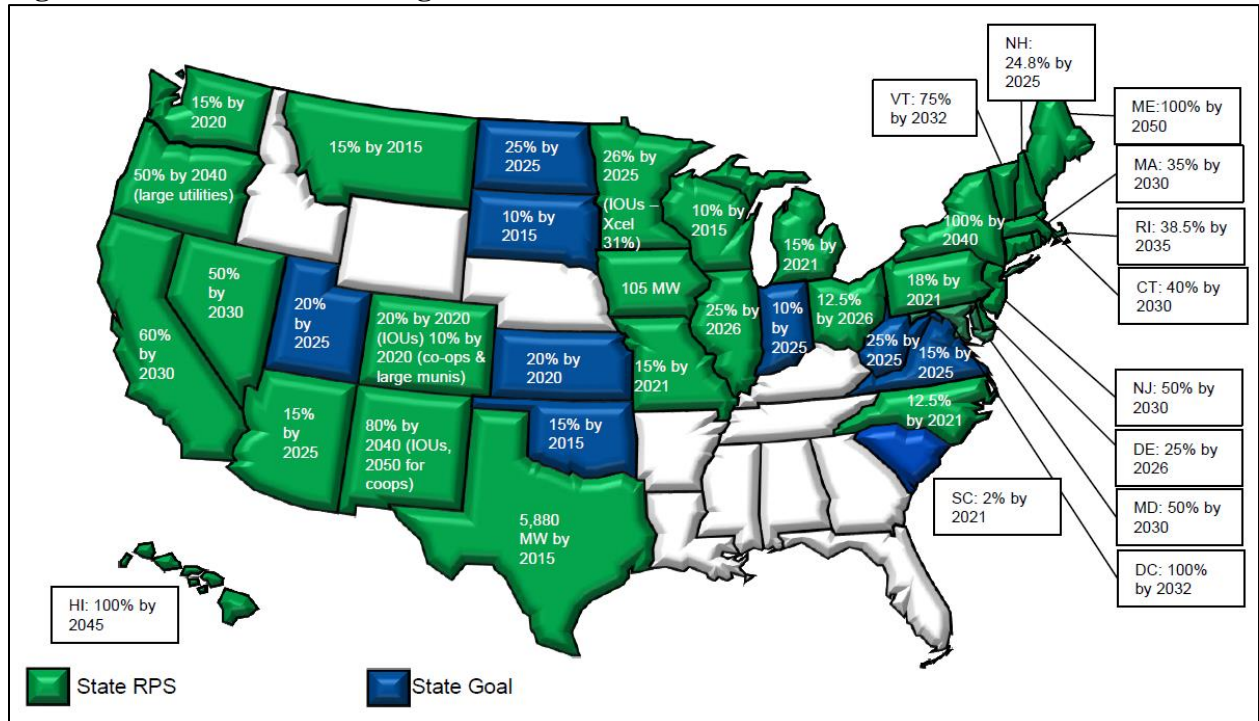 NH:
24.8% by
2025
VT: 75%
by 2032
ME:100% by
2050
MA: 35% by
2030
RI: 38.5% by
2035
CT: 40% by
2030
15% by
2020
15% by 2015
25% by
2025
26% by
2025
(IOUs –
Xcel
31%)
50% by 2040
(large utilities)
10% by
2015
10% by
2015
15% by
2021
100% by
2040
18% by
2021
50%
by
2030
60%
by
2030
20%
by
2025
20% by 2020
(IOUs) 10% by
2020 (co-ops &
large munis)
105 MW
25%
by
2026
10%
by
2025
12.5%
by 2026
25% by
2025
15% by
2025
20% by
2020
15% by
2021
12.5%
by 2021
15%
by
2025
80% by
2040 (IOUs,
2050 for
coops)
15% by
2015
5,880
MW by
2015
NJ: 50% by
2030
DE: 25% by
2026
MD: 50% by
2030
DC: 100%
by 2032
SC: 2% by
2021
HI: 100% by
2045
State RPS
State Goal